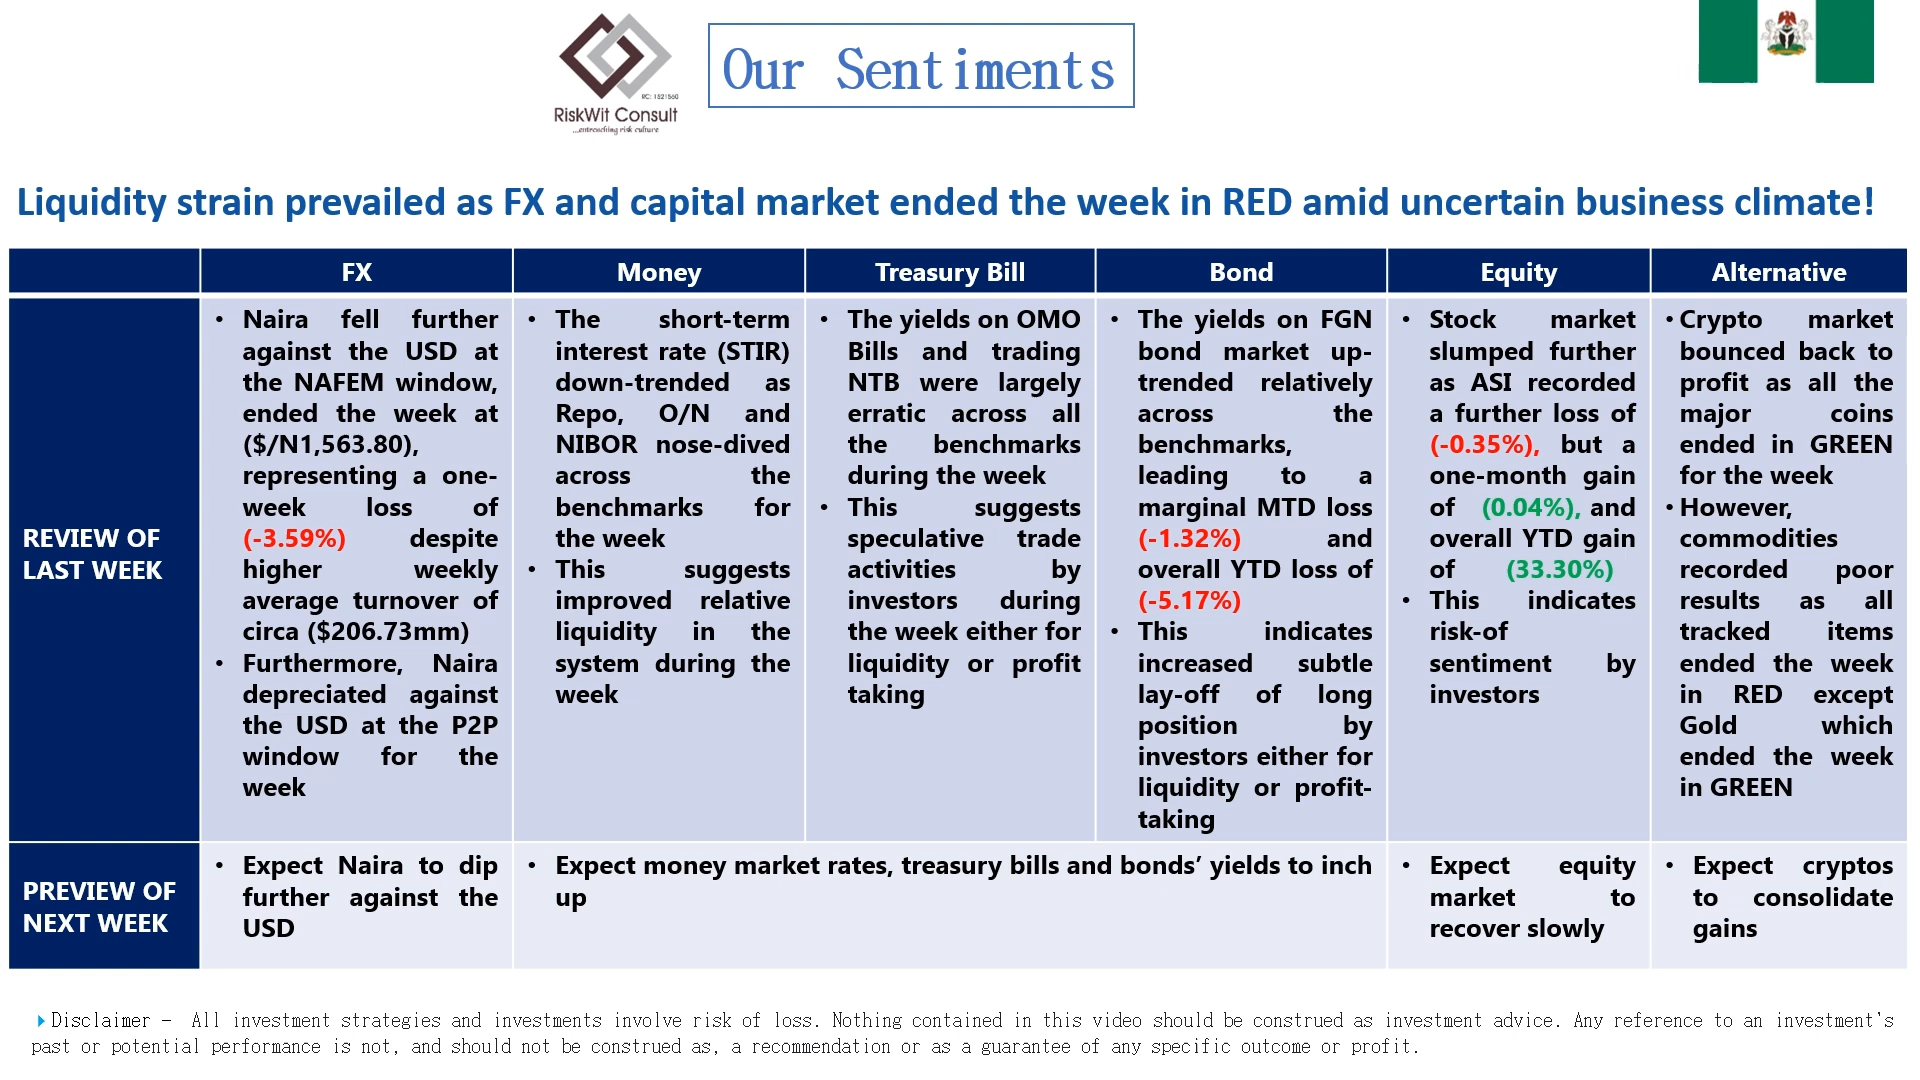 RC: 1521560
RiskWit Consult
...entrenching risk culture
Our Sentiments
Liquidity strain prevailed as FX and capital market ended the week in RED amid uncertain business climate!
FX
Money
Treasury Bill
Bond
Equity
Alternative
REVIEW OF
LAST WEEK
• Naira fell further
against the USD at
the NAFEM window,
ended the week at
($/N1,563.80),
representing a one-
week loss of
(-3.59%) despite
higher weekly
average turnover of
circa ($206.73mm)
• Furthermore, Naira
depreciated against
the USD at the P2P
window for the
week
• The short-term
interest rate (STIR)
down-trended as
Repo, O/N and
NIBOR nose-dived
across the
benchmarks for
the week
• This suggests
improved relative
liquidity in the
system during the
week
• The yields on OMO
Bills and trading
NTB were largely
erratic across all
the benchmarks
during the week
• This suggests
speculative trade
activities by
investors during
the week either for
liquidity or profit
taking
• The yields on FGN
bond market up-
trended relatively
across the
benchmarks,
leading to a
marginal MTD loss
(-1.32%) and
overall YTD loss of
(-5.17%)
• This indicates
increased subtle
lay-off of long
position by
investors either for
liquidity or profit-
taking
• Stock market
slumped further
as ASI recorded
a further loss of
(-0.35%), but a
one-month gain
of (0.04%), and
overall YTD gain
of (33.30%)
• This indicates
risk-of
sentiment by
investors
• Crypto market
bounced back to
profit as all the
major coins
ended in GREEN
for the week
• However,
commodities
recorded poor
results as all
tracked items
ended the week
in RED except
Gold which
ended the week
in GREEN
PREVIEW OF
NEXT WEEK
• Expect Naira to dip
further against the
USD
• Expect money market rates, treasury bills and bonds’ yields to inch
up
• Expect equity
market to
recover slowly
• Expect cryptos
to consolidate
gains
Disclaimer – All investment strategies and investments involve risk of loss. Nothing contained in this video should be construed as investment advice. Any reference to an investment's
past or potential performance is not, and should not be construed as, a recommendation or as a guarantee of any specific outcome or profit.